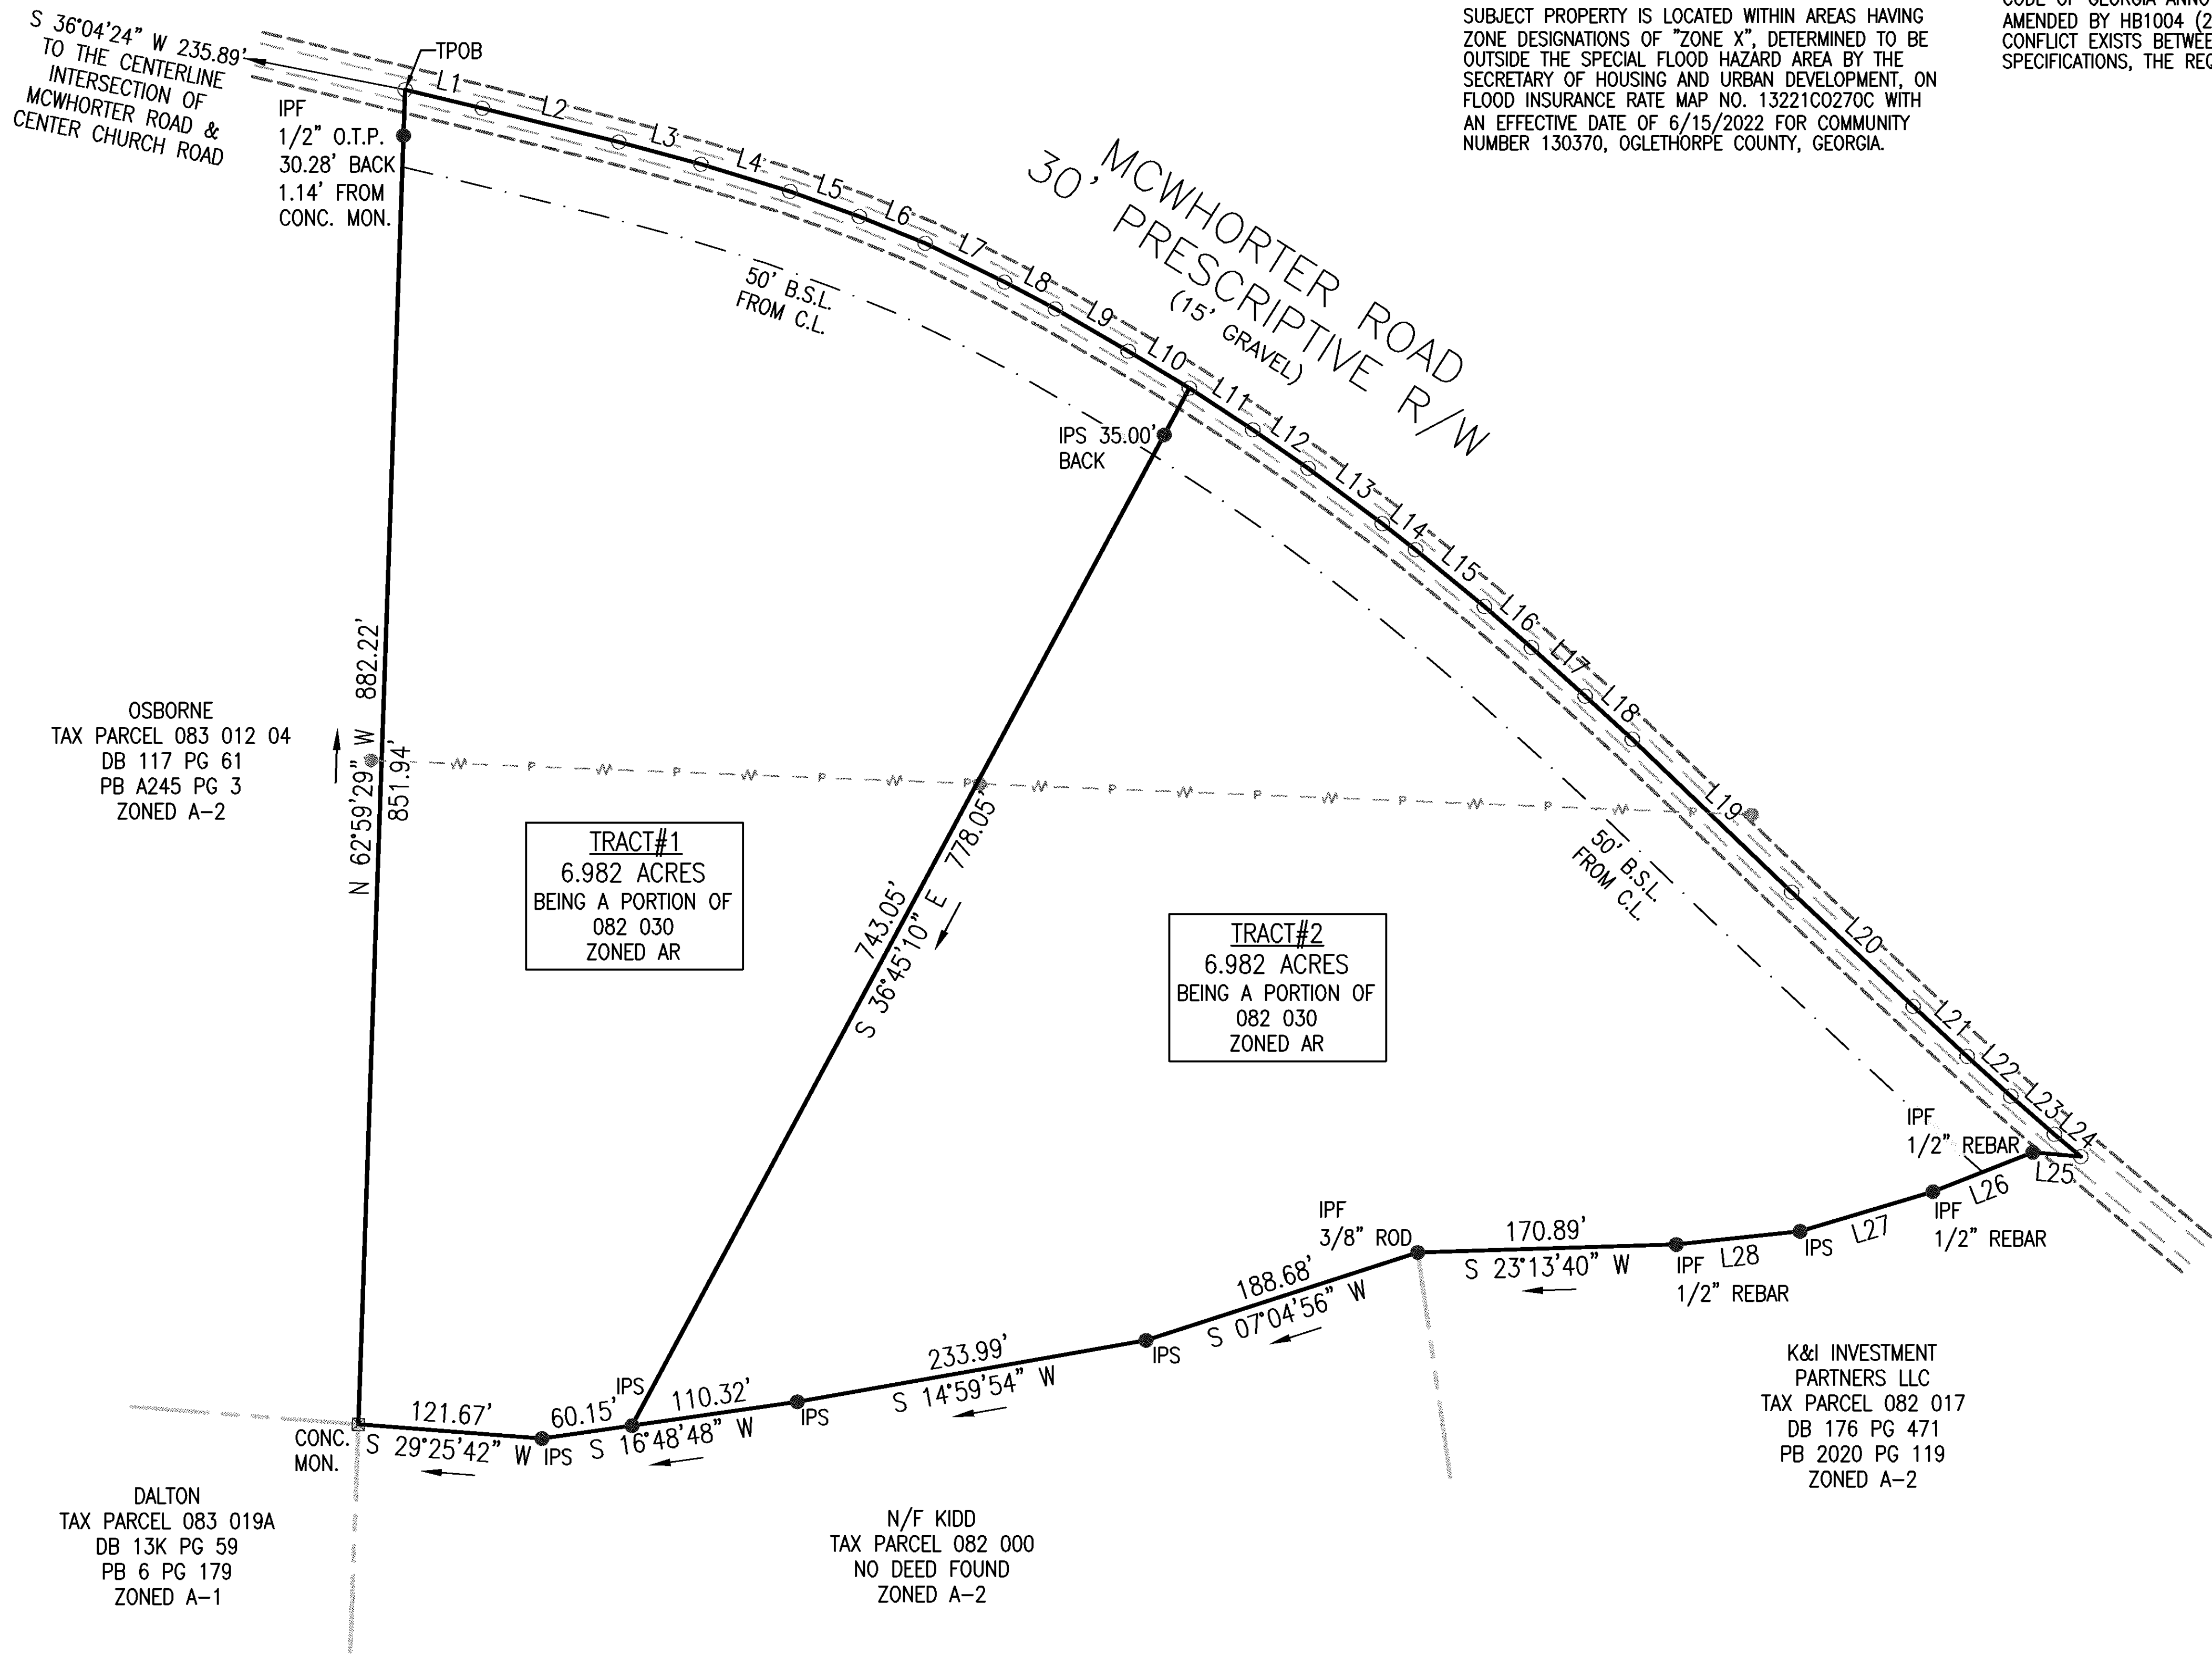 S 36°04'24" W 235.89'
TO THE CENTERLINE
INTERSECTION OF
MCWHORTER ROAD &
CENTER CHURCH ROAD
TPOB
IPF
1/2" O.T.P.
30.28' BACK
1.14' FROM
CONC. MON.
SUBJECT PROPERTY IS LOCATED WITHIN AREAS HAVING
ZONE DESIGNATIONS OF "ZONE X", DETERMINED TO BE
OUTSIDE THE SPECIAL FLOOD HAZARD AREA BY THE
SECRETARY OF HOUSING AND URBAN DEVELOPMENT, ON
FLOOD INSURANCE RATE MAP NO. 13221C0270C WITH
AN EFFECTIVE DATE OF 6/15/2022 FOR COMMUNITY
NUMBER 130370, OGLETHORPE COUNTY, GEORGIA.
CODE OF GEORGIA
AMENDED BY HB1004
CONFLICT EXISTS
SPECIFICATIONS, THE
L1
L2
L3
L4
L5
L6
L7
L8
L9
L10
L11
L12
L13
L14
L15
L16
L17
L18
L19
L20
L21
L22
L23
L24
MCWHORTER ROAD
30' PRESCRIPTIVE R/W
(15' GRAVEL)
50' B.S.L.
FROM C.L.
IPS 35.00'
BACK
N 62°59'29" W 882.22'
851.94'
OSBORNE
TAX PARCEL 083 012 04
DB 117 PG 61
PB A245 PG 3
ZONED A-2
W P W P W P W P W P W P W P W P W P
TRACT#1
6.982 ACRES
BEING A PORTION OF
082 030
ZONED AR
743.05'
S 36°45'10" E 778.05'
TRACT#2
6.982 ACRES
BEING A PORTION OF
082 030
ZONED AR
50' B.S.L.
FROM C.L.
IPF
1/2" REBAR
L25
L26
IPF
1/2" REBAR
L27
IPS
L28
IPF
1/2" REBAR
170.89'
S 23°13'40" W
IPF
3/8" ROD
188.68'
S 07°04'56" W
IPS
233.99'
S 14°59'54" W
IPS
110.32'
IPS
60.15'
S 16°48'48" W
IPS
121.67'
S 29°25'42" W
CONC.
MON.
DALTON
TAX PARCEL 083 019A
DB 13K PG 59
PB 6 PG 179
ZONED A-1
N/F KIDD
TAX PARCEL 082 000
NO DEED FOUND
ZONED A-2
K&I INVESTMENT
PARTNERS LLC
TAX PARCEL 082 017
DB 176 PG 471
PB 2020 PG 119
ZONED A-2